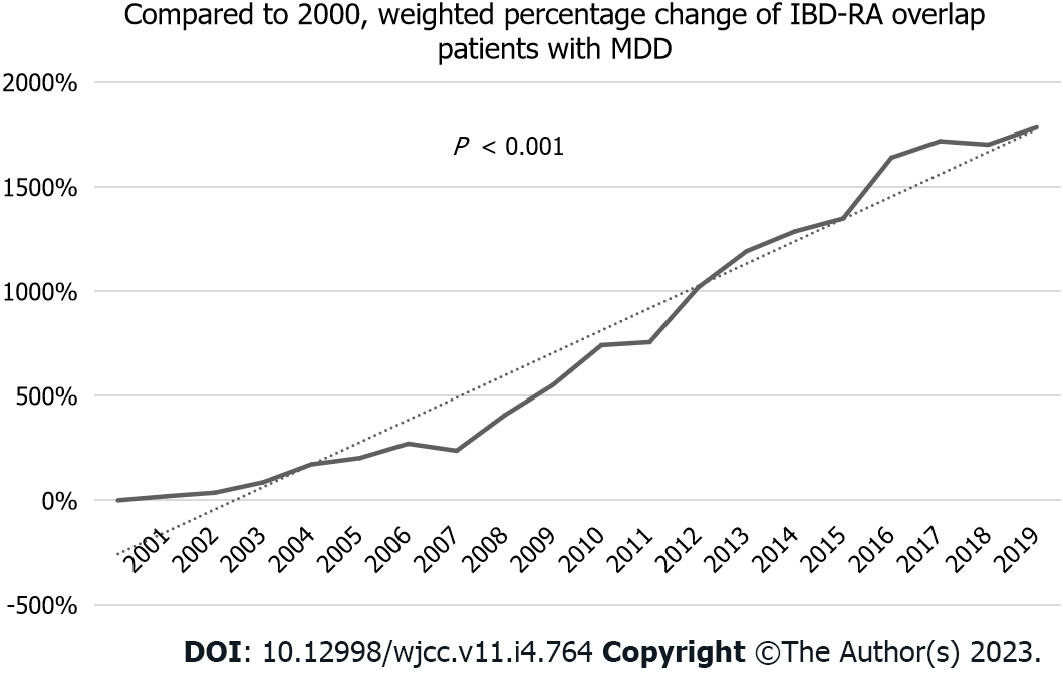 Compared to 2000, weighted percentage change of IBD-RA overlap
patients with MDD
2000%
P < 0.001
1500%
1000%
500%
0%
2001 2002 2003 2004 2005 2006 2007 2008 2009 2010 2011 2012 2013 2014 2015 2016 2017 2018 2019
-500%
DOI: 10.12998/wjcc.v11.i4.764 Copyright ©The Author(s) 2023.